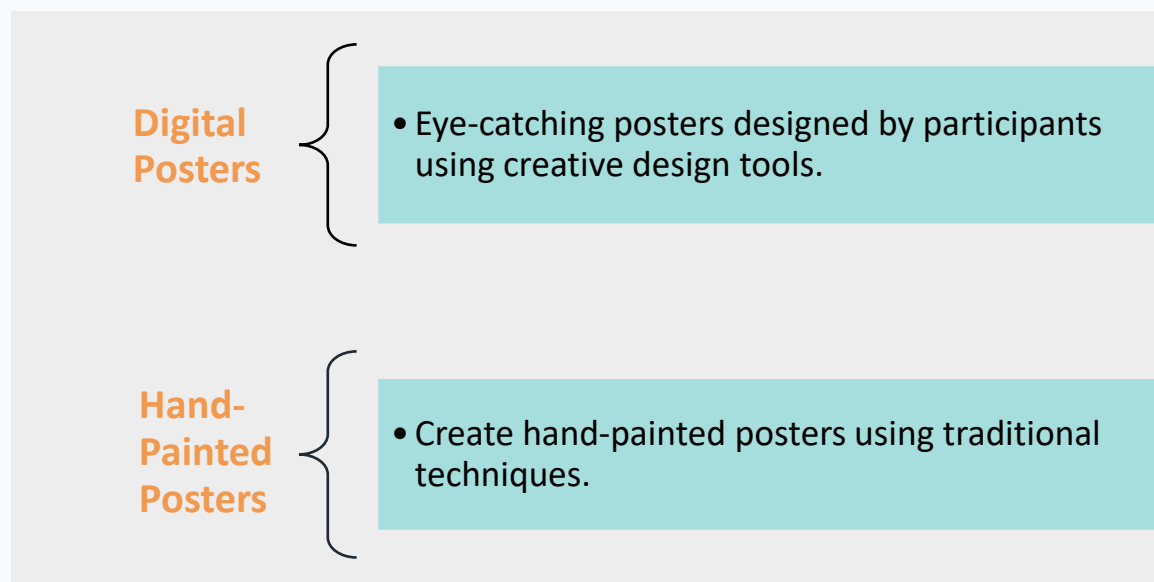 Digital
Posters
• Eye-catching posters designed by participants
using creative design tools.
Hand-
Painted
Posters
• Create hand-painted posters using traditional
techniques.